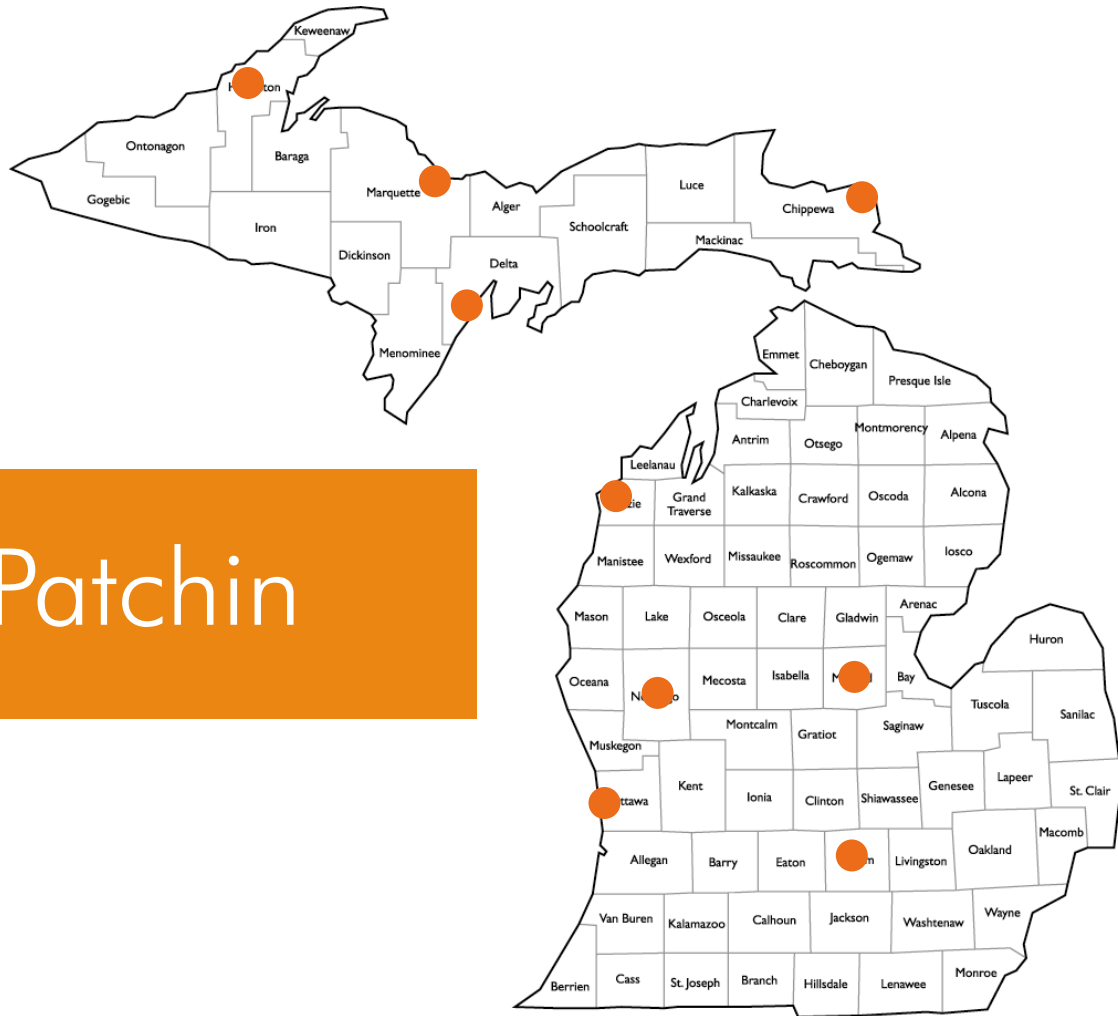 Keweenaw
Ontonagon
Baraga
Gogebic
Iron
Marquette
Dickinson
Alger
Luce
Chippewa
Schoolcraft
Mackinac
Delta
Menominee
Emmet
Cheboygan
Presque Isle
Charlevoix
Antrim
Otsego
Montmorency
Alpena
Leelanau
Grand
Traverse
Kalkaska
Crawford
Oscoda
Alcona
Manistee
Wexford
Missaukee
Roscommon
Ogemaw
Iosco
Patchin
Mason
Lake
Osceola
Clare
Gladwin
Arenac
Huron
Oceana
Mecosta
Isabella
Bay
Tuscola
Sanilac
Muskegon
Montcalm
Gratiot
Saginaw
ttawa
Kent
Ionia
Clinton
Shiawassee
Genesee
Lapeer
St. Clair
Allegan
Barry
Eaton
Livingston
Oakland
Macomb
Van Buren
Kalamazoo
Calhoun
Jackson
Washtenaw
Wayne
Berrien
Cass
St. Joseph
Branch
Hillsdale
Lenawee
Monroe